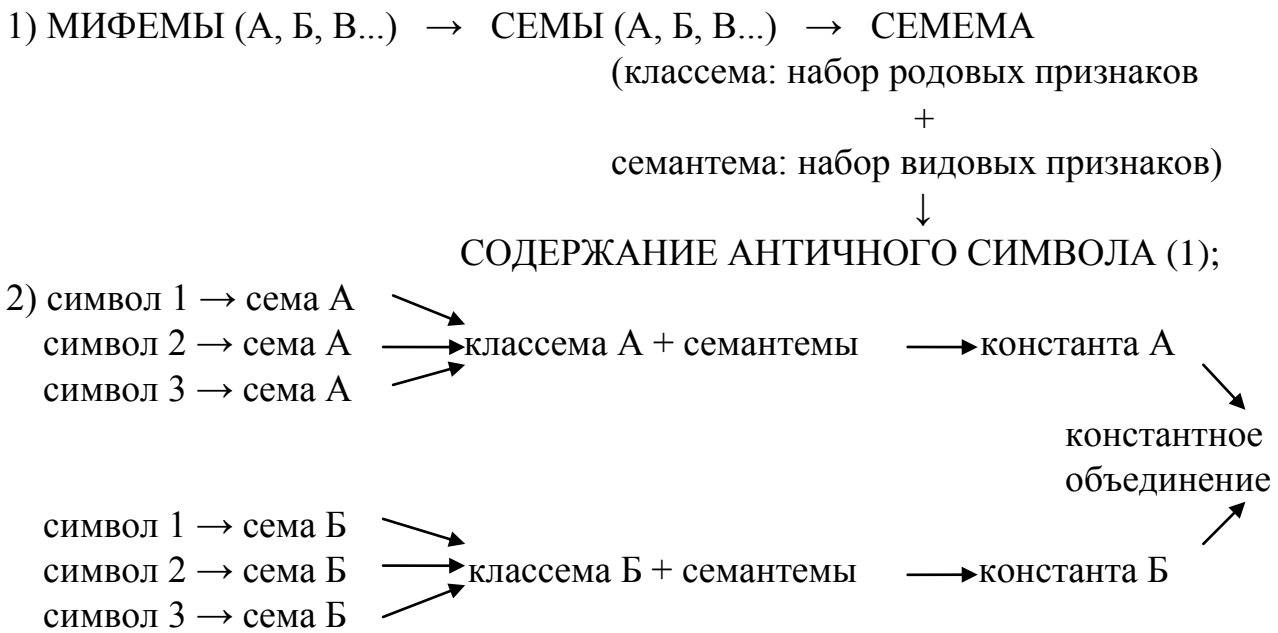 1) МИФЕМЫ (А, Б, В...) → СЕМЫ (А, Б, В...) → СЕМЕМА
(классема: набор родовых признаков
+
семантема: набор видовых признаков)
↓
СОДЕРЖАНИЕ АНТИЧНОГО СИМВОЛА (1);
2) символ 1 → сема А
символ 2 → сема А → классема А + семантемы → константа А
символ 3 → сема А
константное
объединение
символ 1 → сема Б
символ 2 → сема Б → классема Б + семантемы → константа Б
символ 3 → сема Б